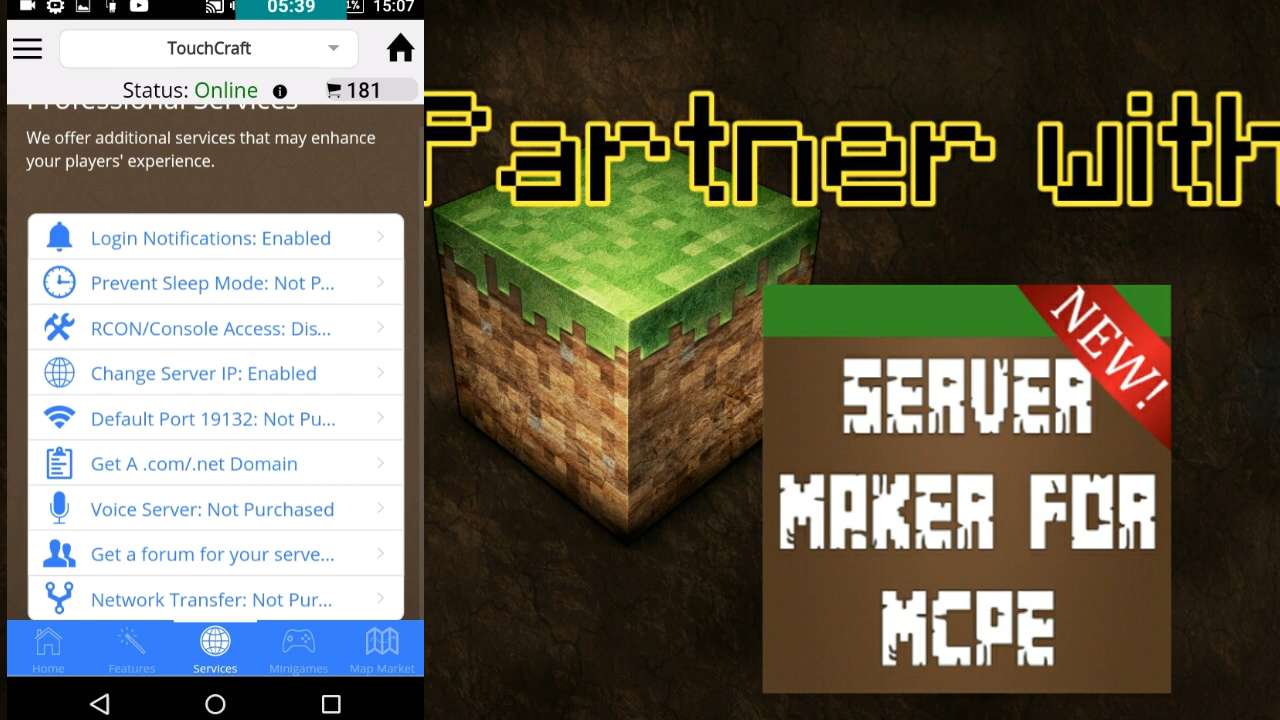 05:39
1%
15:07
TouchCraft
Status: Online
181
Professional Services
We offer additional services that may enhance
your players' experience.
Login Notifications: Enabled
Prevent Sleep Mode: Not P...
RCON/Console Access: Dis...
Change Server IP: Enabled
Default Port 19132: Not Pu...
Get A .com/.net Domain
Voice Server: Not Purchased
Get a forum for your serve...
Network Transfer: Not Pur...
Home
Features
Services
Minigames
Map Market
Partner with
NEW!
SERVER
MAKER FOR
MCPE